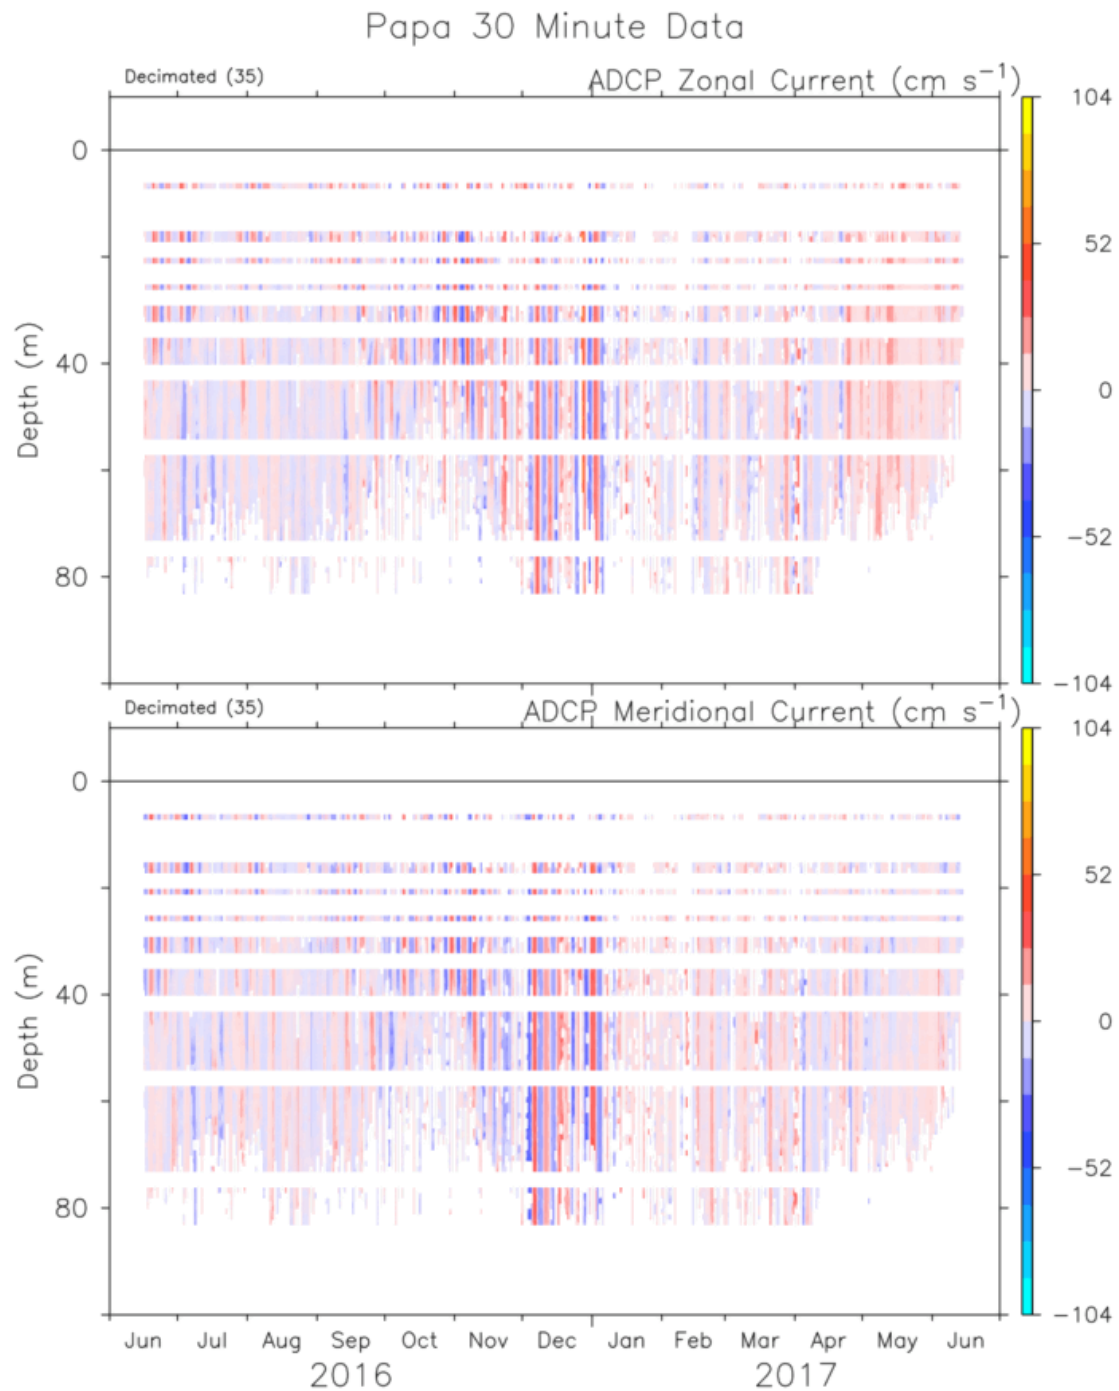 Papa 30 Minute Data
Decimated (35) ADCP Zonal Current (cm s⁻¹)
104
0
52
Depth (m)
40
0
−52
80
−104
Decimated (35) ADCP Meridional Current (cm s⁻¹)
104
0
52
Depth (m)
40
0
−52
80
−104
Jun Jul Aug Sep Oct Nov Dec Jan Feb Mar Apr May Jun
2016 2017